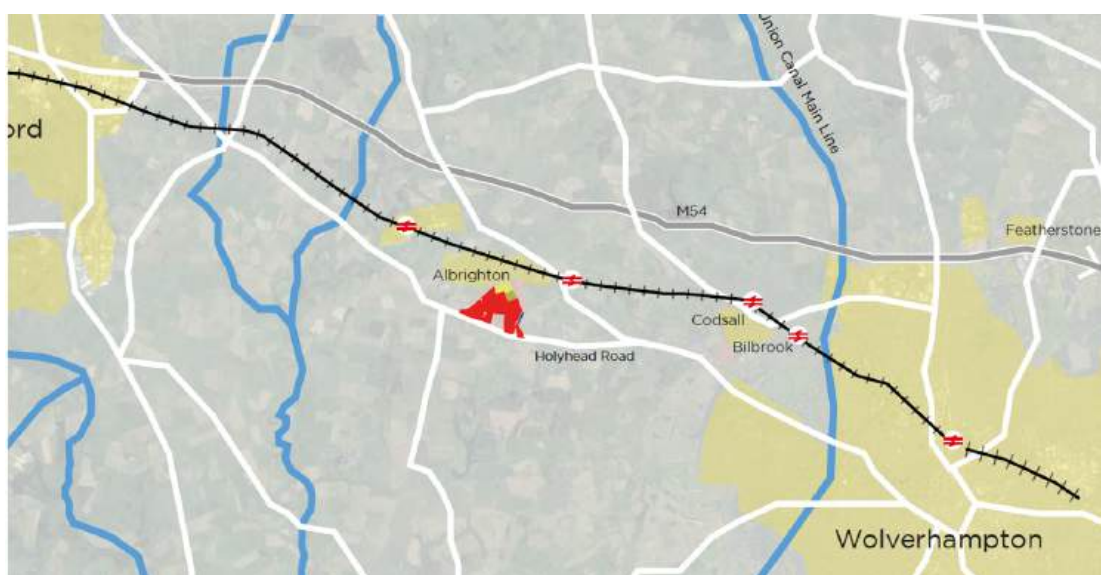 Union Canal Main Line
ord
M54
Featherstone
Albrighton
Codsall
Bilbrook
Holyhead Road
Wolverhampton